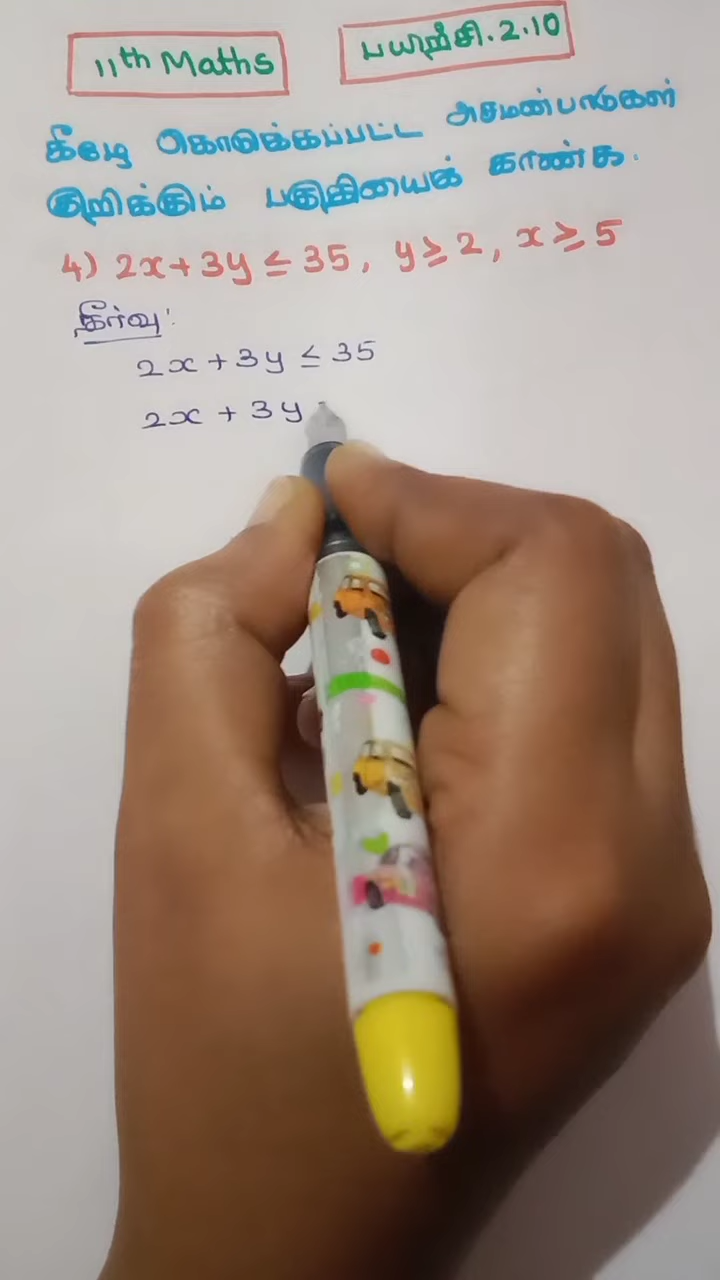 11th Maths
பயிற்சி. 2.10
கீழே கொடுக்கப்பட்ட அசமன்பாடுகள்
குறிக்கும் பகுதியைக் காண்க.
4) 2x + 3y ≤ 35, y ≥ 2, x ≥ 5
தீர்வு:
2x + 3y ≤ 35
2x + 3y